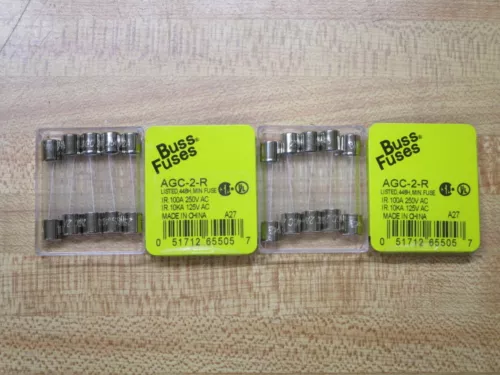 Buss®
Fuses
AGC-2-R
LISTED,448H, MIN. FUSE
IR.100A 250V AC
IR.10KA 125V AC
MADE IN CHINA A27
0 51712 65505 7
Buss®
Fuses
AGC-2-R
LISTED,448H, MIN. FUSE
IR.100A 250V AC
IR.10KA 125V AC
MADE IN CHINA A27
0 51712 65505 7